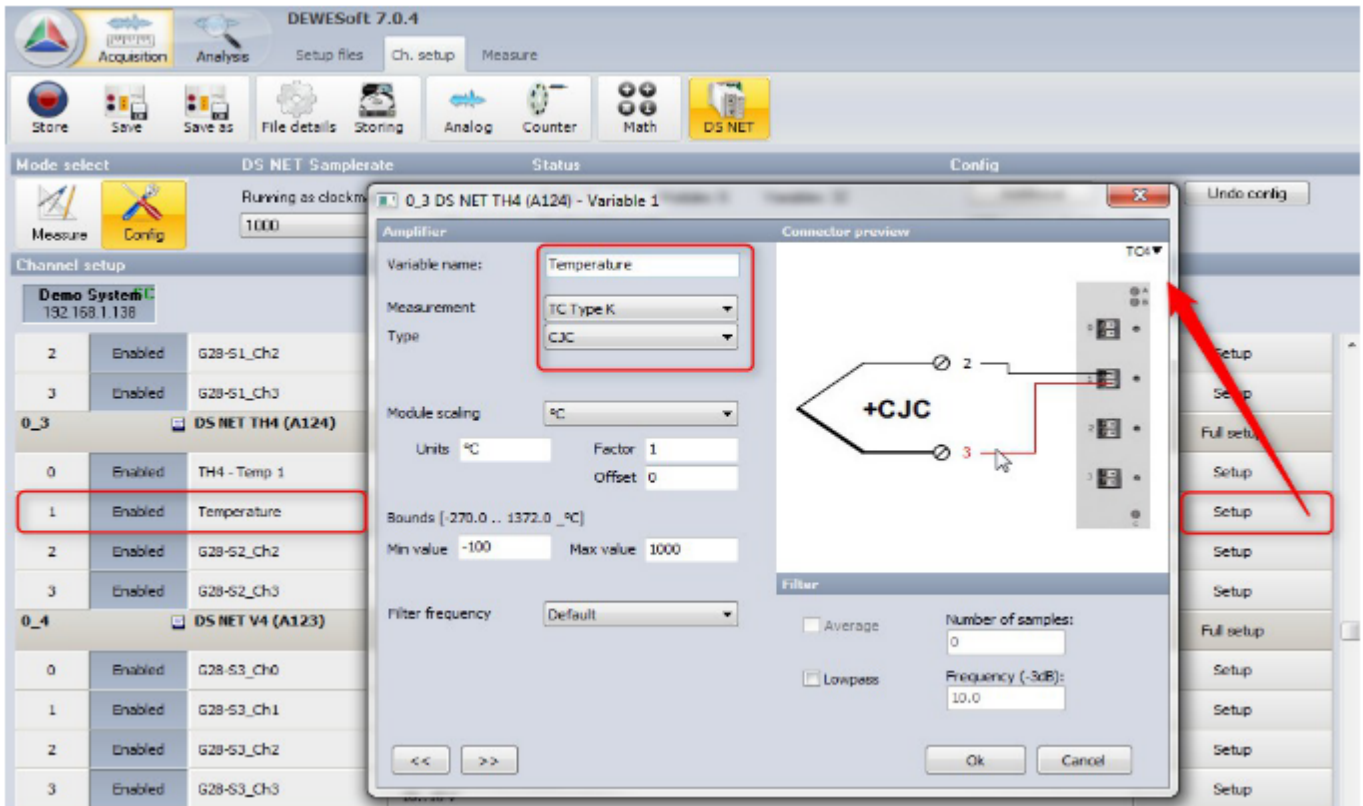 DEWESoft 7.0.4
Acquisition Analysis Setup files Ch. setup Measure
Store Save Save as File details Storing Analog Counter Math DS NET
Mode select DS NET Samplerate Status Config
Measure Config
Running as clockm
1000
Undo config
Channel setup
Demo System
192.168.1.138
2 Enabled G28-S1_Ch2 Setup
3 Enabled G28-S1_Ch3 Setup
0_3 DS NET TH4 (A124) Full setup
0 Enabled TH4 - Temp 1 Setup
1 Enabled Temperature Setup
2 Enabled G28-S2_Ch2 Setup
3 Enabled G28-S2_Ch3 Setup
0_4 DS NET V4 (A123) Full setup
0 Enabled G28-S3_Ch0 Setup
1 Enabled G28-S3_Ch1 Setup
2 Enabled G28-S3_Ch2 Setup
3 Enabled G28-S3_Ch3 Setup
0_3 DS NET TH4 (A124) - Variable 1
Amplifier
Variable name: Temperature
Measurement TC Type K
Type CJC
Module scaling °C
Units °C Factor 1
Offset 0
Bounds [-270.0 .. 1372.0 _°C]
Min value -100 Max value 1000
Filter frequency Default
<< >>
Connector preview
TC4▼
2
+CJC
3
Filter
Average Number of samples:
0
Lowpass Frequency (-3dB):
10.0
Ok Cancel